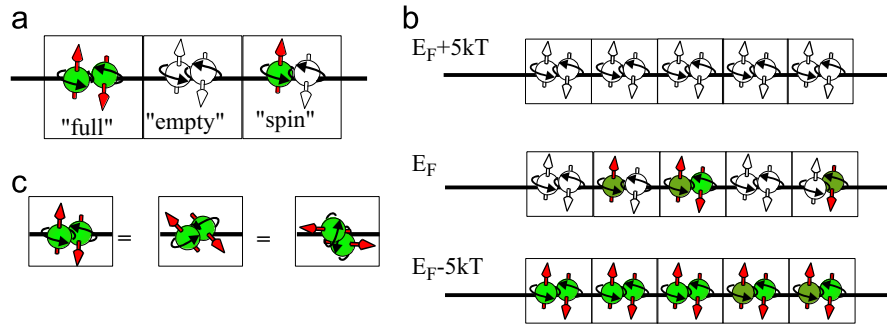 a
"full" "empty" "spin"
c
=
=
b
E_F+5kT
E_F
E_F-5kT